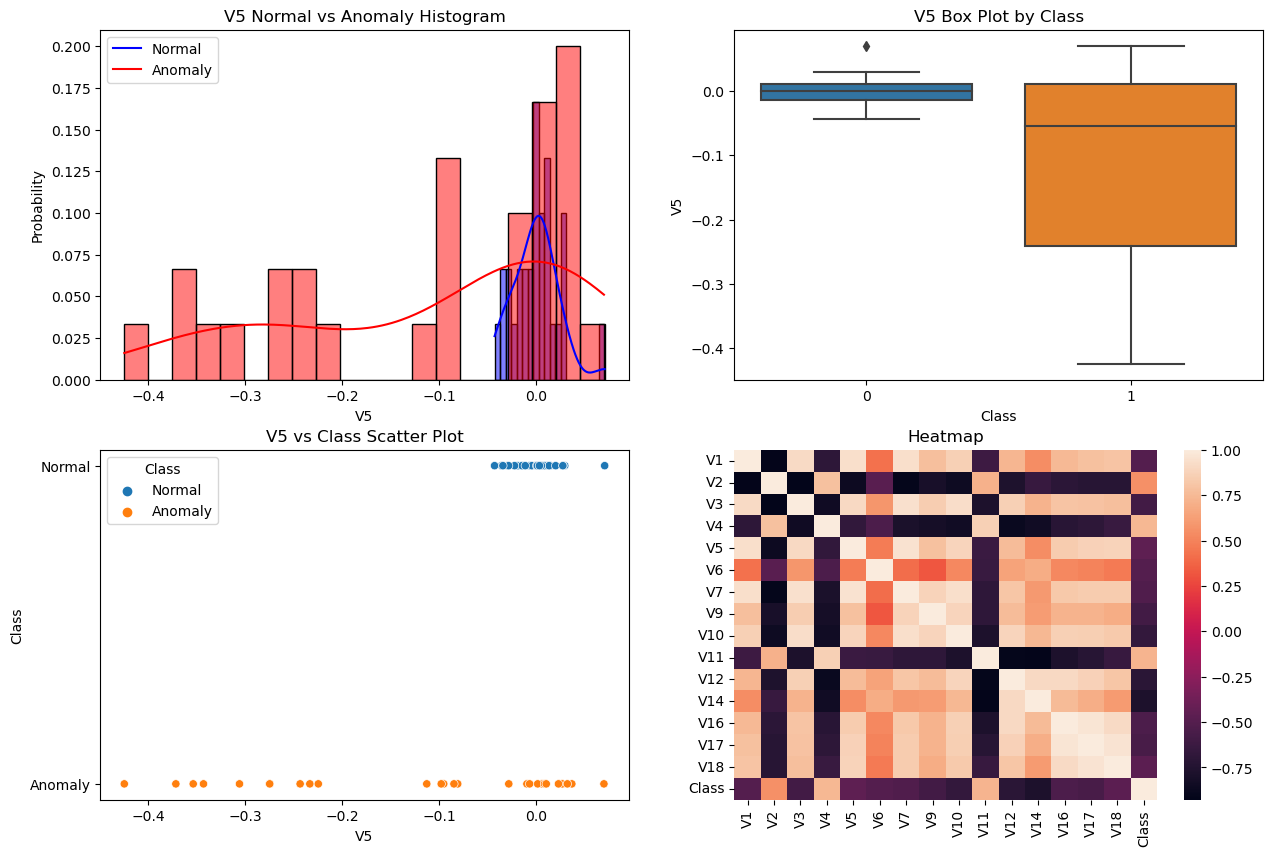 V5 Normal vs Anomaly Histogram
Normal
Anomaly
Probability
0.200
0.175
0.150
0.125
0.100
0.075
0.050
0.025
0.000
−0.4
−0.3
−0.2
−0.1
0.0
V5
V5 Box Plot by Class
V5
0.0
−0.1
−0.2
−0.3
−0.4
0
1
Class
V5 vs Class Scatter Plot
Class
Normal
Anomaly
Class
Normal
Anomaly
−0.4
−0.3
−0.2
−0.1
0.0
V5
Heatmap
V1
V2
V3
V4
V5
V6
V7
V9
V10
V11
V12
V14
V16
V17
V18
Class
V1
V2
V3
V4
V5
V6
V7
V9
V10
V11
V12
V14
V16
V17
V18
Class
1.00
0.75
0.50
0.25
0.00
−0.25
−0.50
−0.75